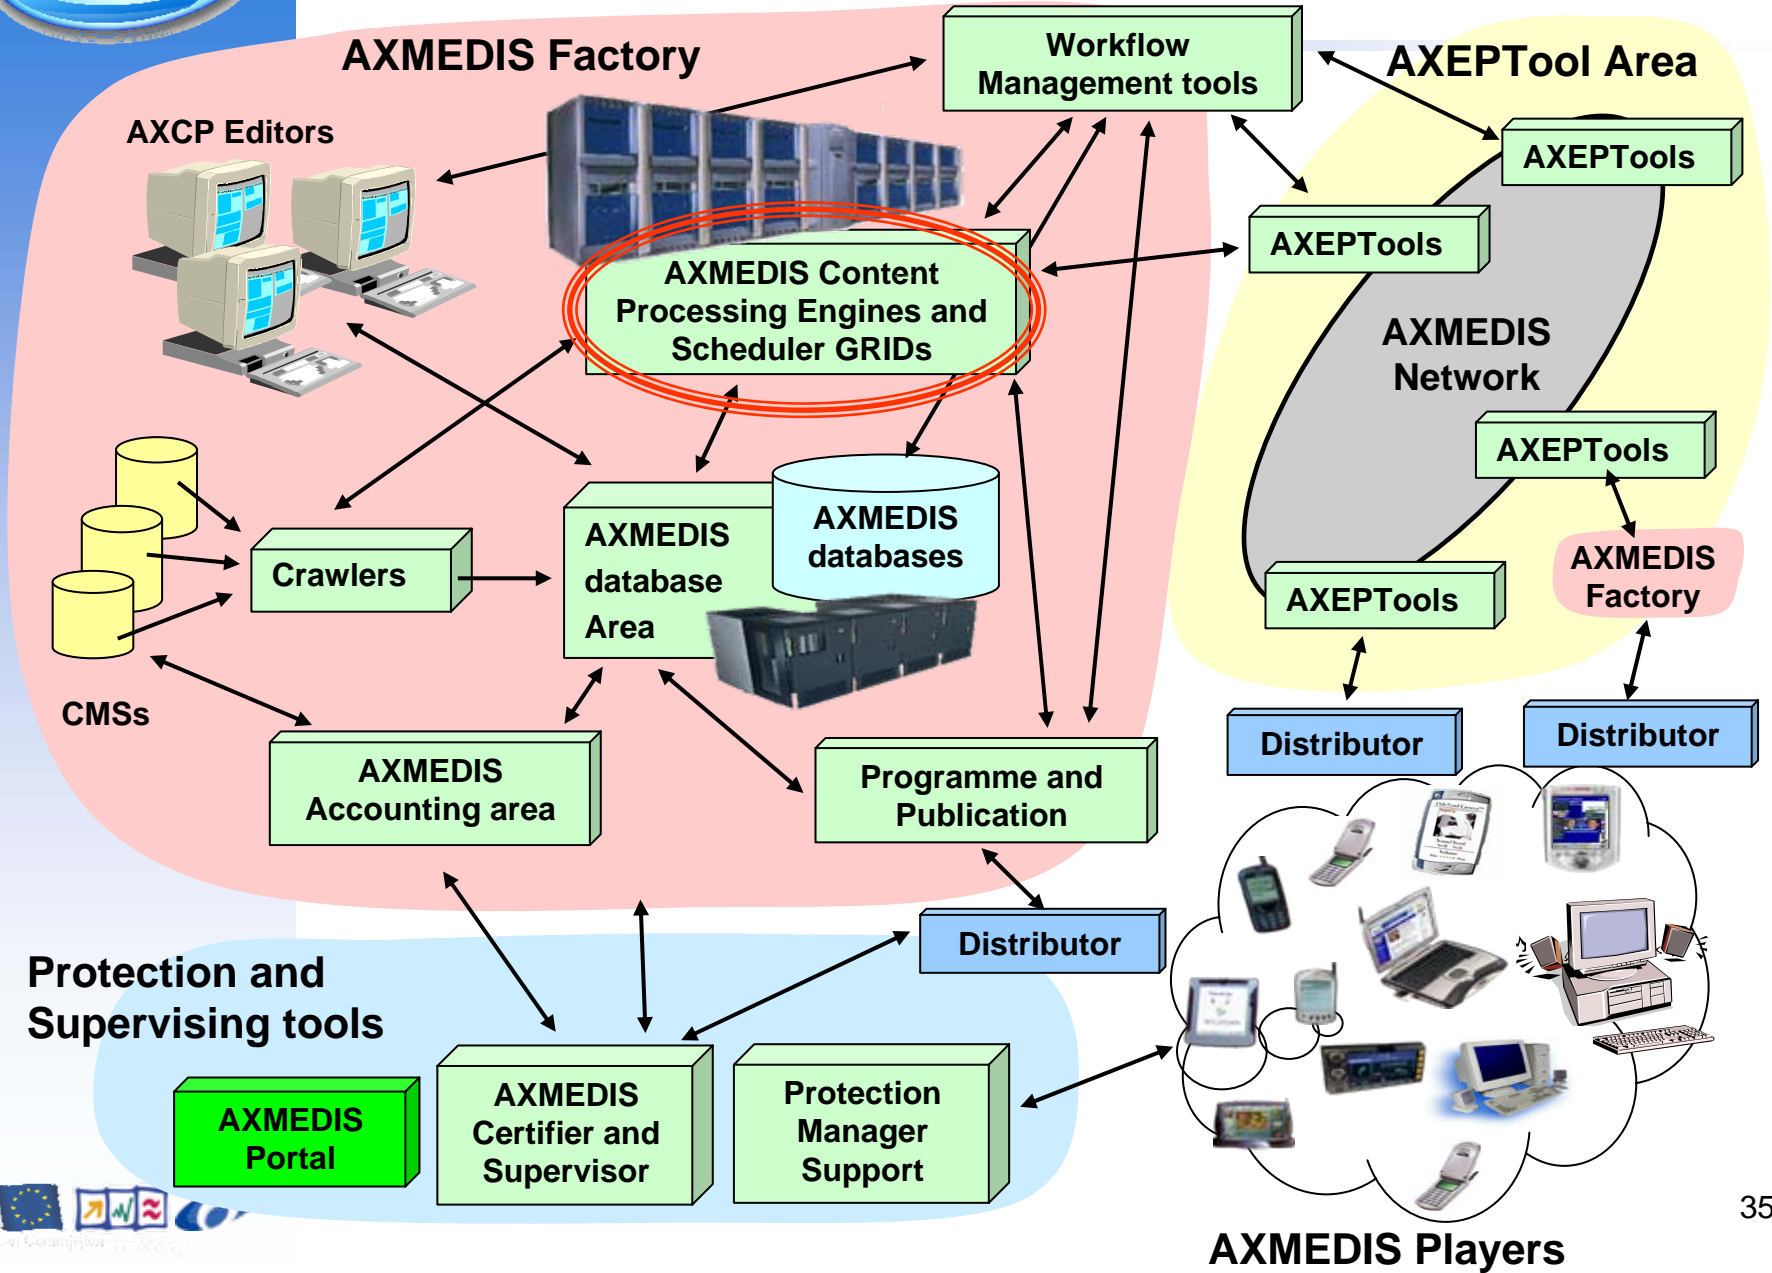 AXMEDIS Factory
Workflow
Management tools
AXEPTool Area
AXCP Editors
AXEPTools
AXEPTools
AXMEDIS Content
Processing Engines and
Scheduler GRIDs
AXMEDIS
Network
AXEPTools
AXMEDIS
databases
AXMEDIS
database
Area
Crawlers
AXMEDIS
Factory
AXEPTools
CMSs
Distributor
Distributor
AXMEDIS
Accounting area
Programme and
Publication
Distributor
Protection and
Supervising tools
AXMEDIS
Portal
AXMEDIS
Certifier and
Supervisor
Protection
Manager
Support
35
AXMEDIS Players